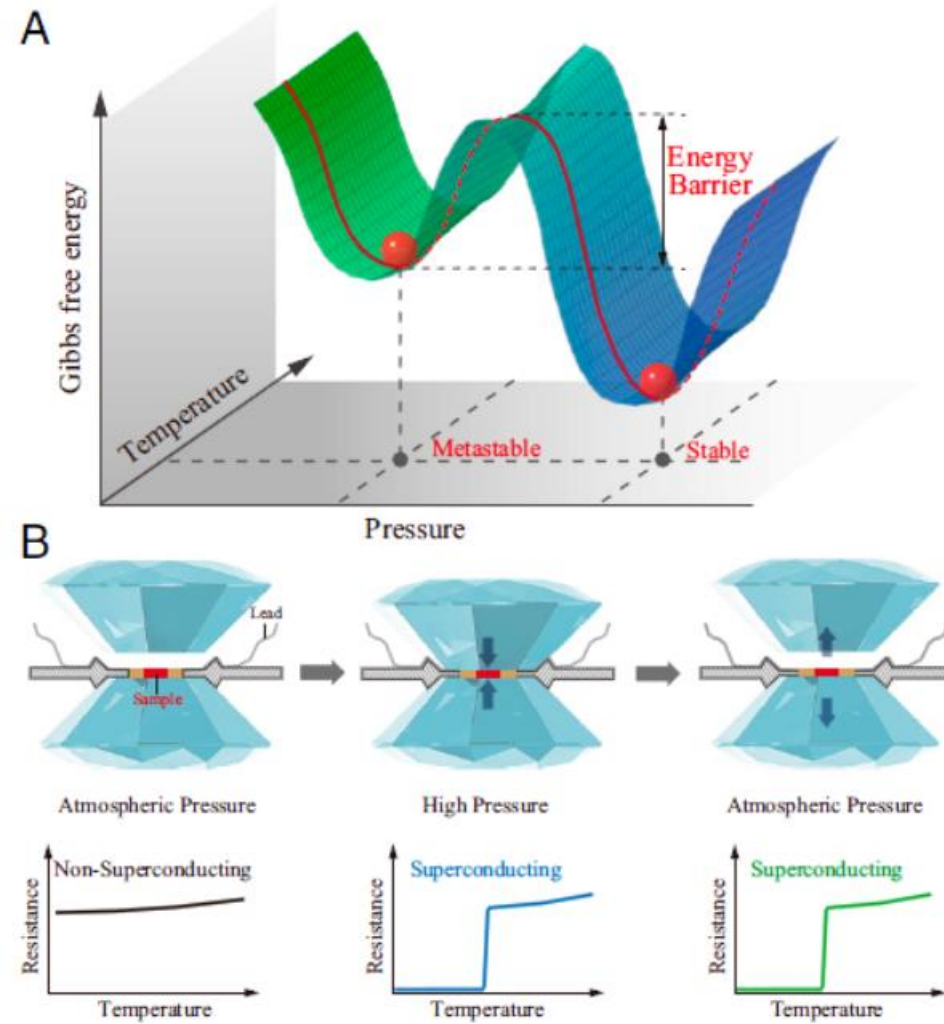 A
Gibbs free energy
Temperature
Energy
Barrier
Metastable
Stable
Pressure
B
Lead
Sample
Atmospheric Pressure
High Pressure
Atmospheric Pressure
Non-Superconducting
Resistance
Temperature
Superconducting
Resistance
Temperature
Superconducting
Resistance
Temperature